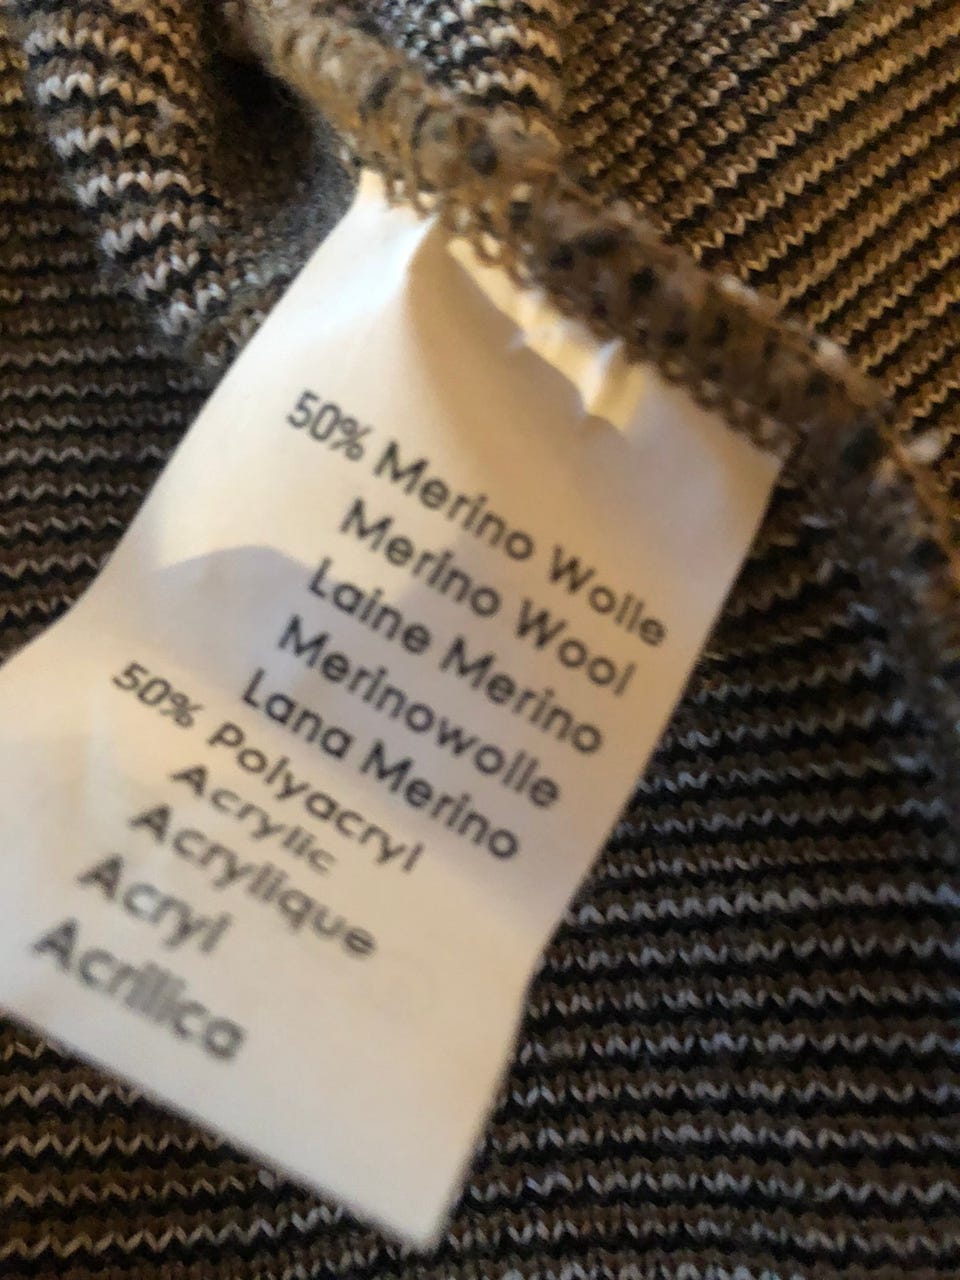 50% Merino Wolle
Merino Wool
Laine Merino
Merinowolle
Lana Merino
50% Polyacryl
Acrylic
Acrylique
Acryl
Acrilica